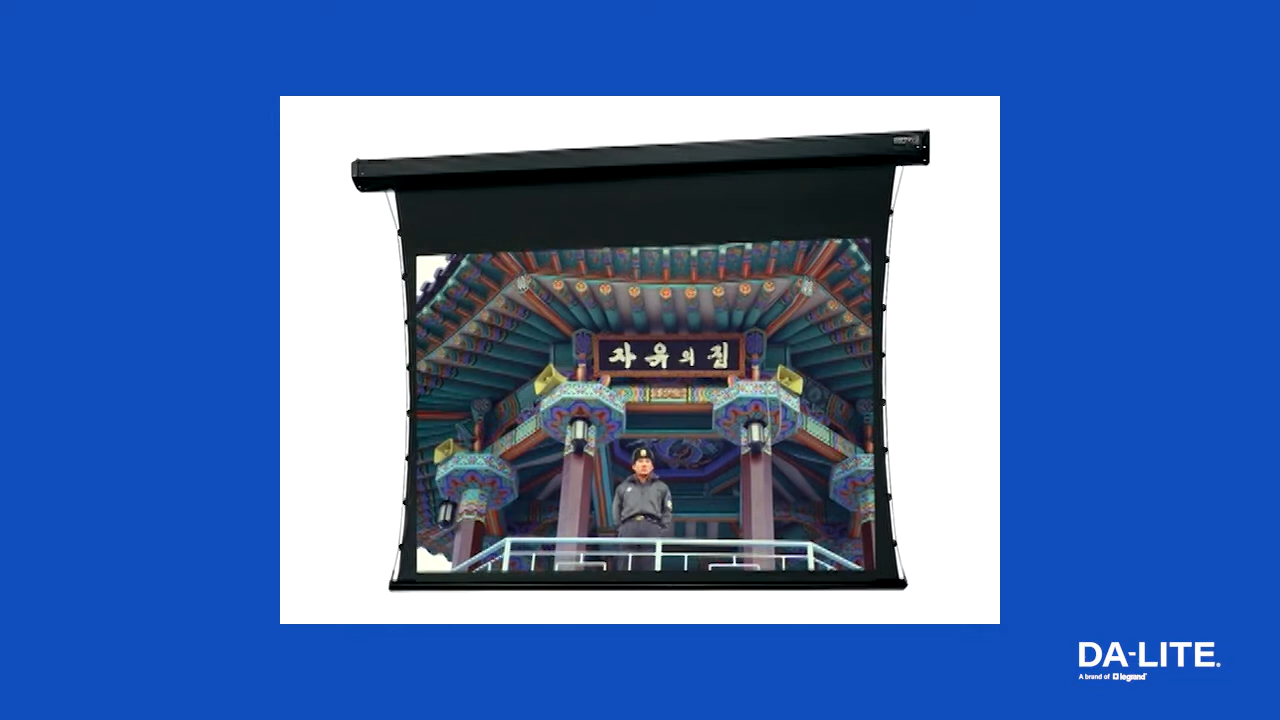 자유의 집
DA-LITE.
A brand of legrand